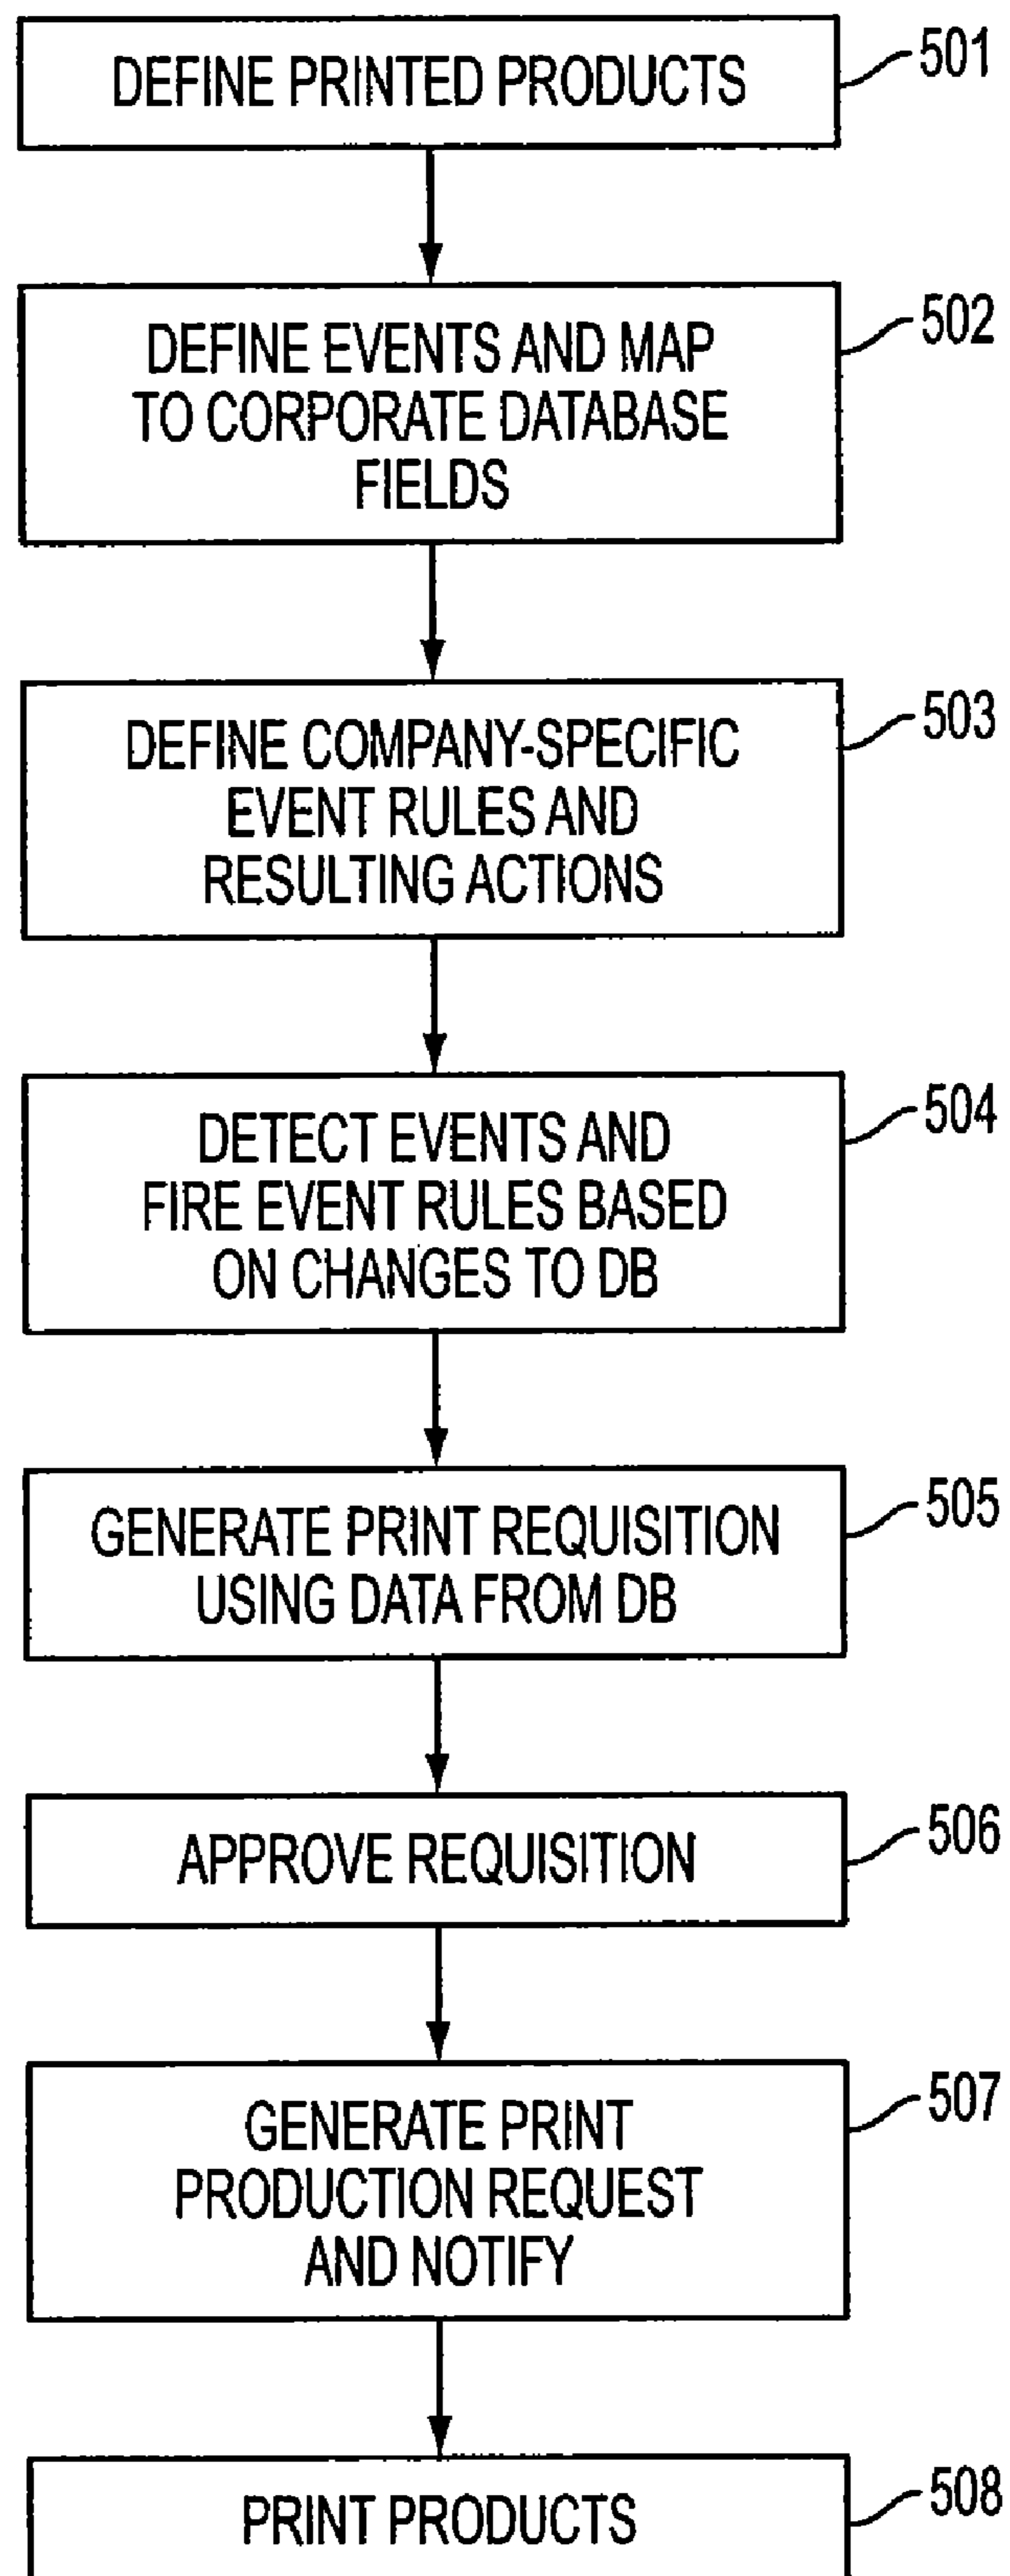 DEFINE PRINTED PRODUCTS
501
DEFINE EVENTS AND MAP
TO CORPORATE DATABASE
FIELDS
502
DEFINE COMPANY-SPECIFIC
EVENT RULES AND
RESULTING ACTIONS
503
DETECT EVENTS AND
FIRE EVENT RULES BASED
ON CHANGES TO DB
504
GENERATE PRINT REQUISITION
USING DATA FROM DB
505
APPROVE REQUISITION
506
GENERATE PRINT
PRODUCTION REQUEST
AND NOTIFY
507
PRINT PRODUCTS
508